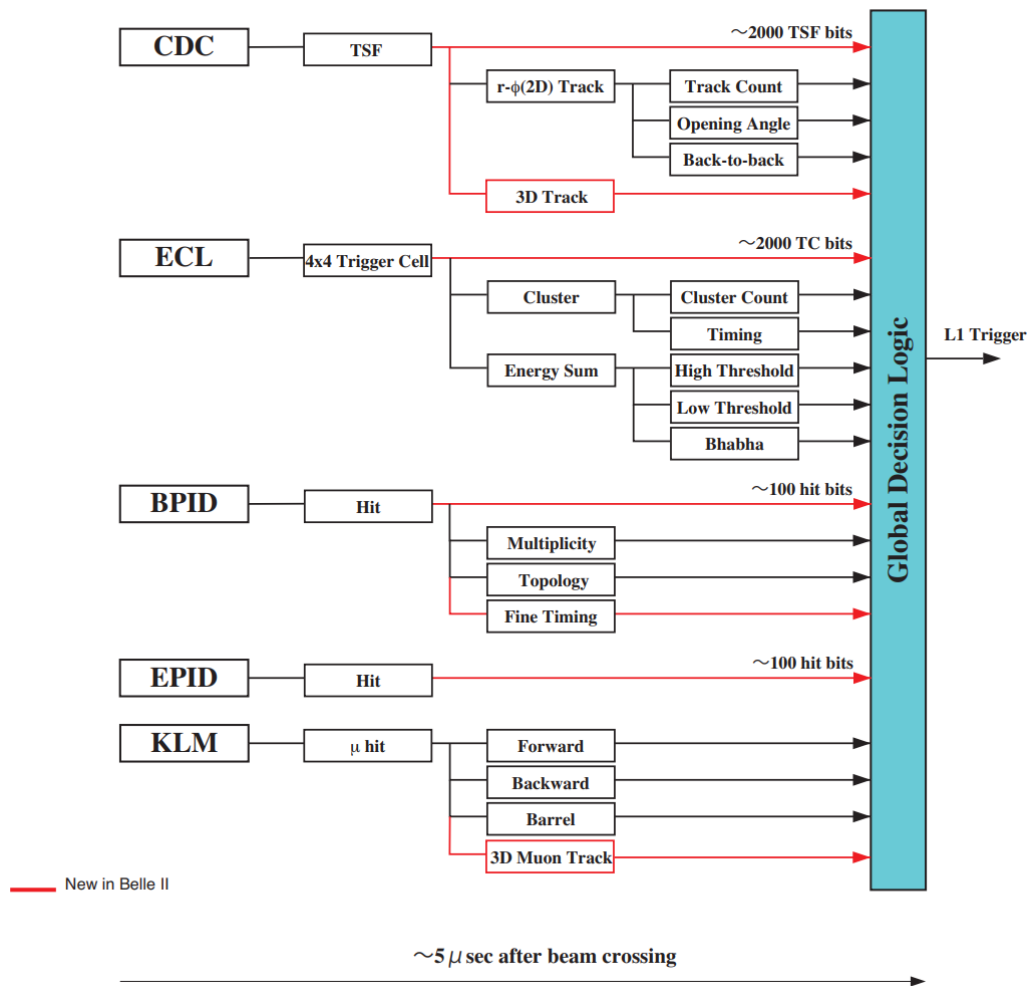 CDC
TSF
~2000 TSF bits
r-ϕ(2D) Track
Track Count
Opening Angle
Back-to-back
3D Track
ECL
4x4 Trigger Cell
~2000 TC bits
Cluster
Cluster Count
Timing
Energy Sum
High Threshold
Low Threshold
Bhabha
BPID
Hit
~100 hit bits
Multiplicity
Topology
Fine Timing
EPID
Hit
~100 hit bits
KLM
μ hit
Forward
Backward
Barrel
3D Muon Track
Global Decision Logic
L1 Trigger
New in Belle II
~5 μ sec after beam crossing